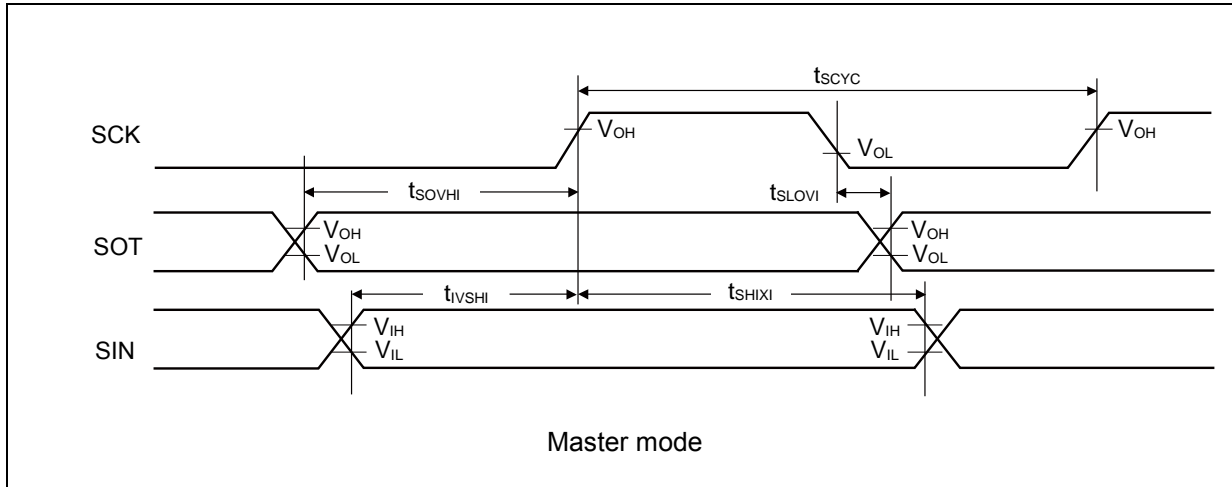 tSCYC
SCK
VOH
VOL
VOH
tSOVHI
tSLOVI
SOT
VOH
VOL
VOH
VOL
tIVSHI
tSHIXI
SIN
VIH
VIL
VIH
VIL
Master mode